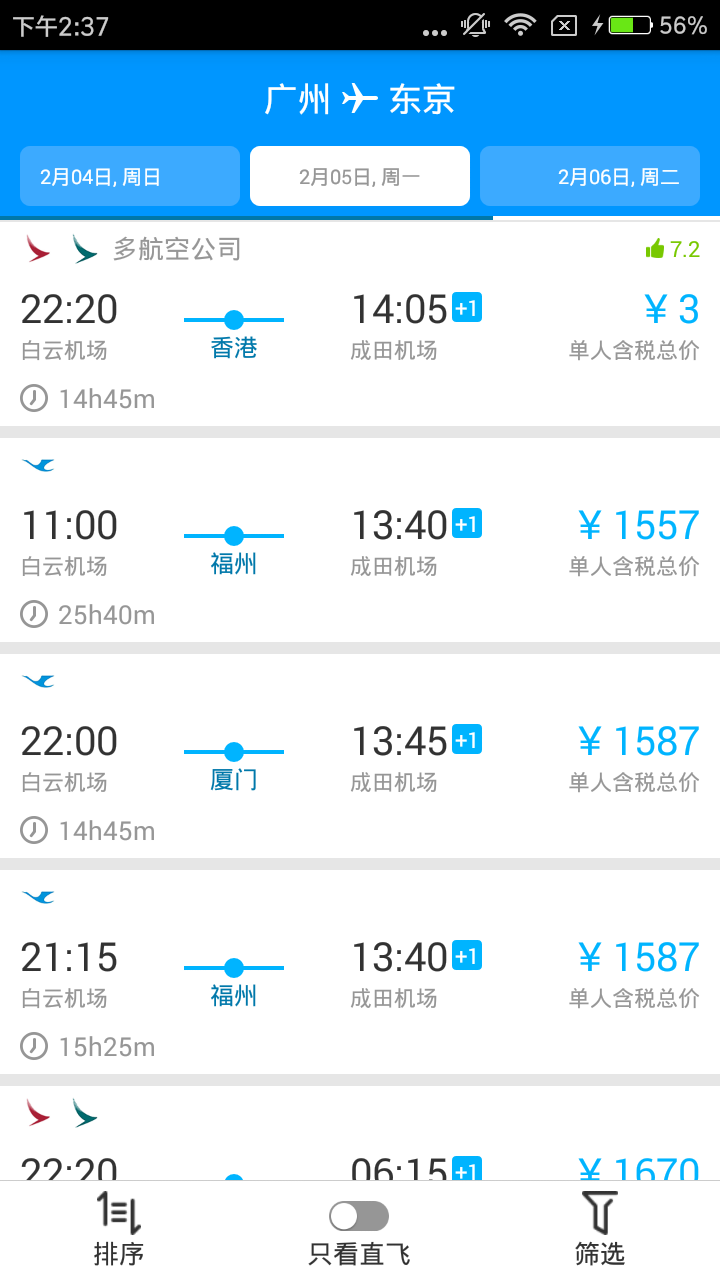 下午2:37 ... 56%
广州 东京
2月04日, 周日 2月05日, 周一 2月06日, 周二
多航空公司 7.2
22:20 14:05 +1 ¥ 3
白云机场 香港 成田机场 单人含税总价
14h45m
11:00 13:40 +1 ¥ 1557
白云机场 福州 成田机场 单人含税总价
25h40m
22:00 13:45 +1 ¥ 1587
白云机场 厦门 成田机场 单人含税总价
14h45m
21:15 13:40 +1 ¥ 1587
白云机场 福州 成田机场 单人含税总价
15h25m
22:20 06:15 +1 ¥ 1670
排序 只看直飞 筛选